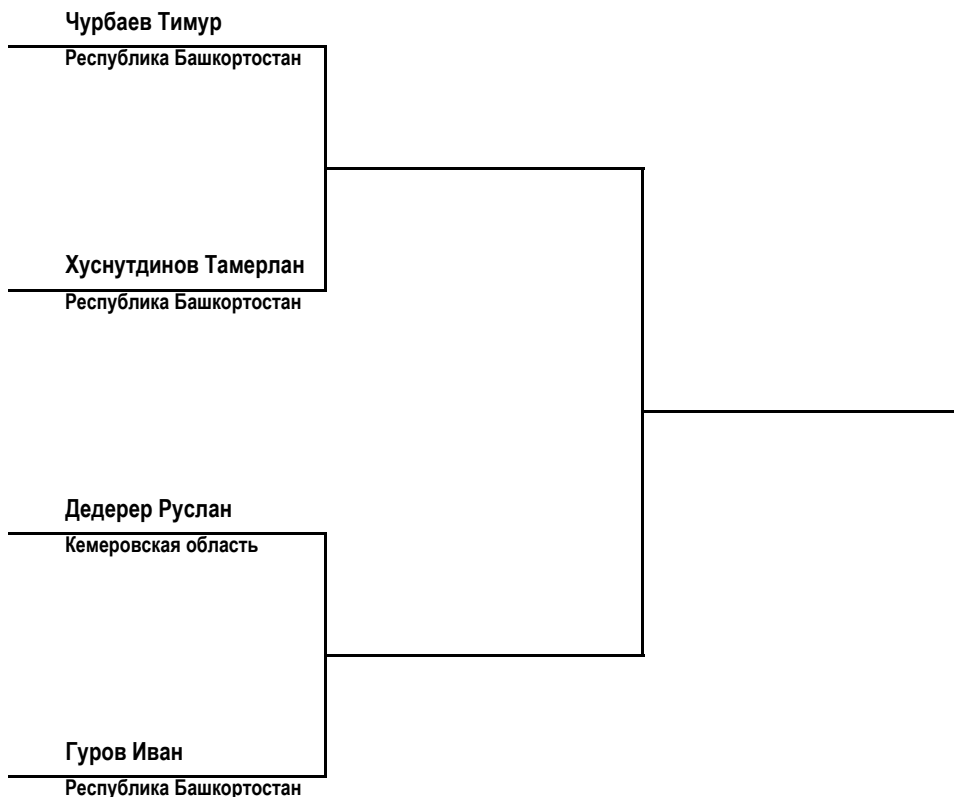 Чурбаев Тимур
Республика Башкортостан
Хуснутдинов Тамерлан
Республика Башкортостан
Дедерер Руслан
Кемеровская область
Гуров Иван
Республика Башкортостан